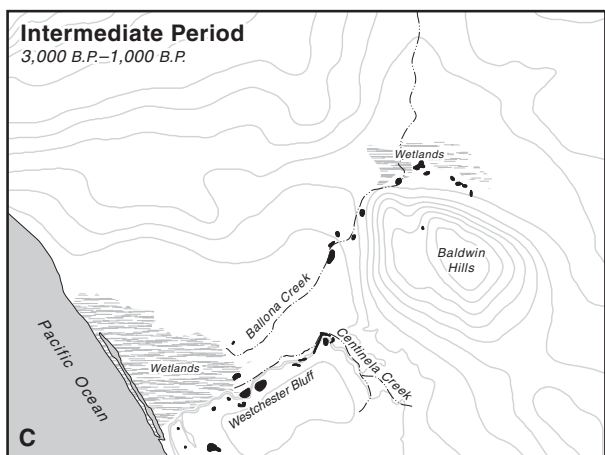 Intermediate Period
3,000 B.P.–1,000 B.P.
Wetlands
Baldwin
Hills
Ballona Creek
Centinela Creek
Pacific Ocean
Wetlands
Westchester Bluff
C